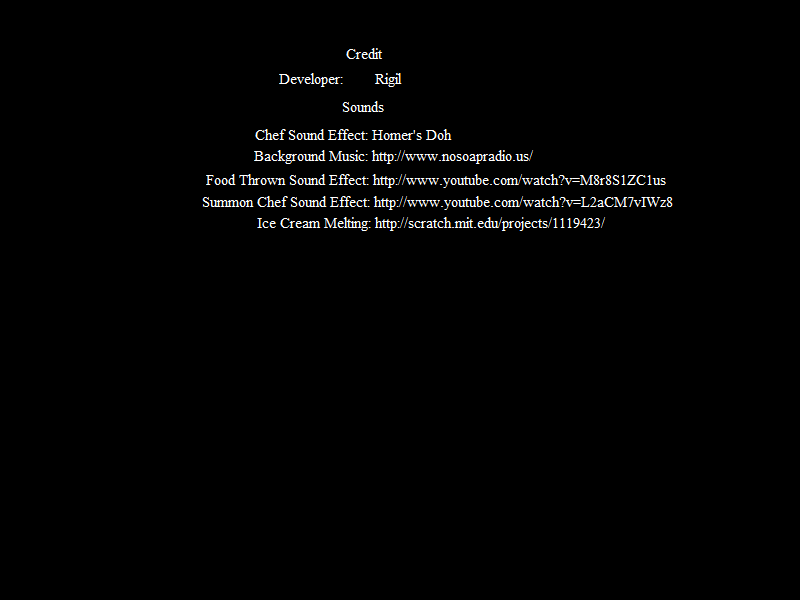 Credit
Developer: Rigil
Sounds
Chef Sound Effect: Homer's Doh
Background Music: http://www.nosoapradio.us/
Food Thrown Sound Effect: http://www.youtube.com/watch?v=M8r8S1ZC1us
Summon Chef Sound Effect: http://www.youtube.com/watch?v=L2aCM7vIWz8
Ice Cream Melting: http://scratch.mit.edu/projects/1119423/